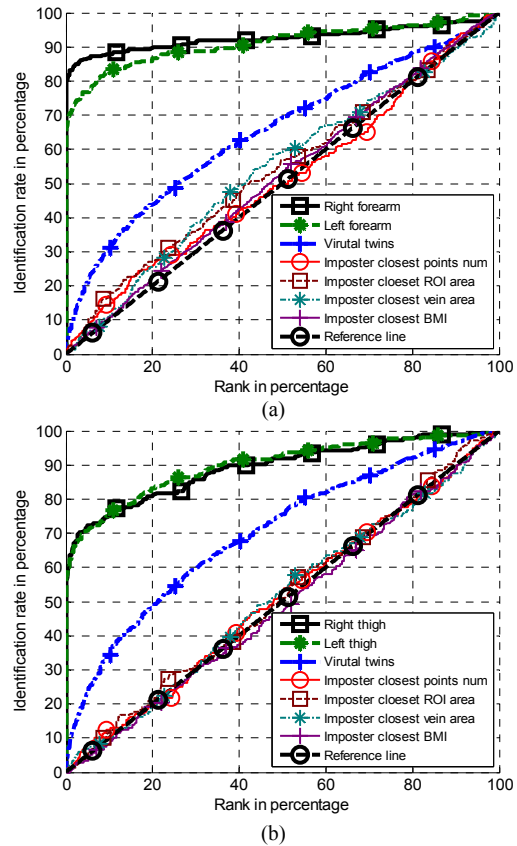 100
90
80
70
60
50
40
30
20
10
0
0
20
40
60
80
100
Identification rate in percentage
Rank in percentage
Right forearm
Left forearm
Virutal twins
Imposter closest points num
Imposter closeet ROI area
Imposter closest vein area
Imposter closest BMI
Reference line
(a)
100
90
80
70
60
50
40
30
20
10
0
0
20
40
60
80
100
Identification rate in percentage
Rank in percentage
Right thigh
Left thigh
Virutal twins
Imposter closest points num
Imposter closeet ROI area
Imposter closest vein area
Imposter closest BMI
Reference line
(b)